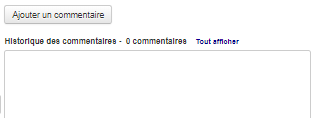 Ajouter un commentaire
Historique des commentaires - 0 commentaires Tout afficher